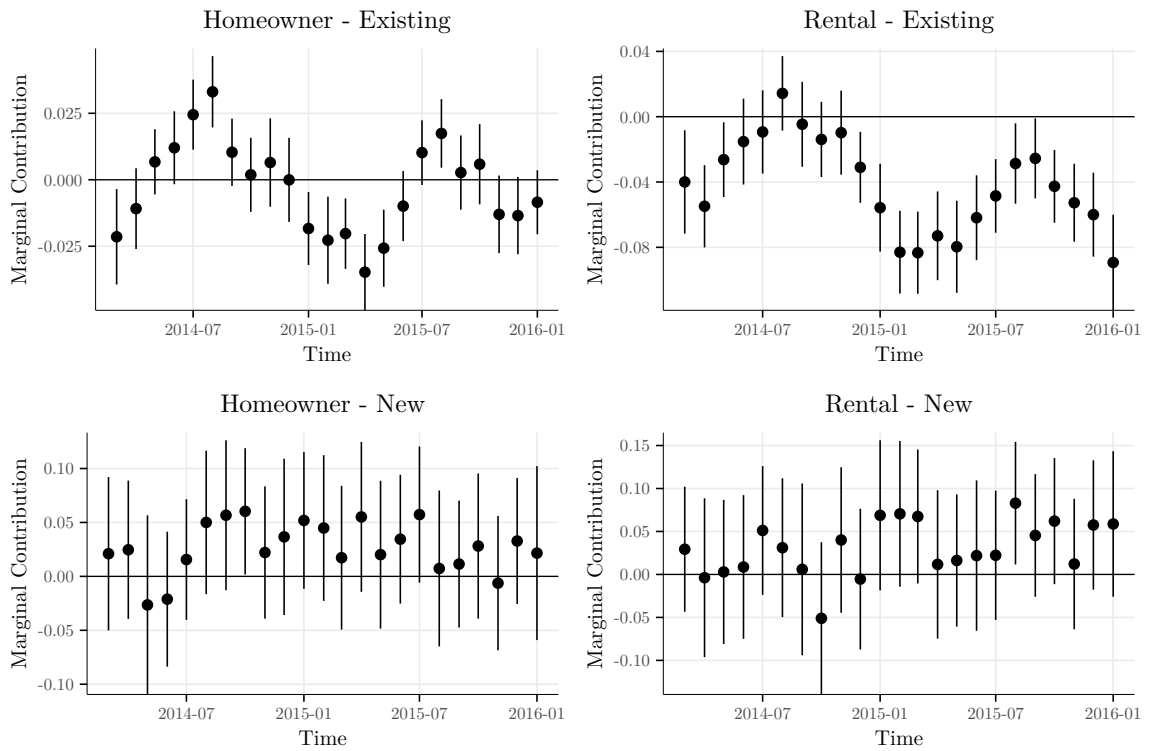 Homeowner - Existing
Marginal Contribution
0.025
0.000
-0.025
2014-07 2015-01 2015-07 2016-01
Time
Rental - Existing
Marginal Contribution
0.04
0.00
-0.04
-0.08
2014-07 2015-01 2015-07 2016-01
Time
Homeowner - New
Marginal Contribution
0.10
0.05
0.00
-0.05
-0.10
2014-07 2015-01 2015-07 2016-01
Time
Rental - New
Marginal Contribution
0.15
0.10
0.05
0.00
-0.05
-0.10
2014-07 2015-01 2015-07 2016-01
Time